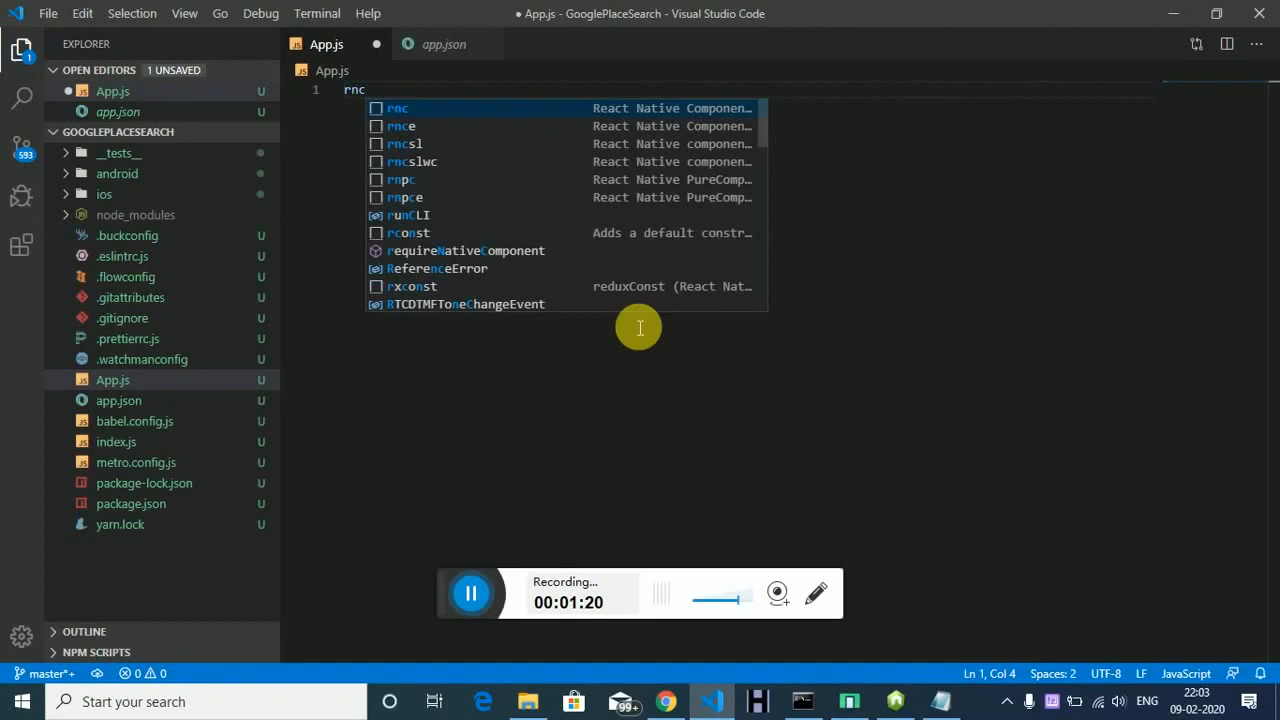 File Edit Selection View Go Debug Terminal Help
● App.js - GooglePlaceSearch - Visual Studio Code
EXPLORER
App.js
app.json
OPEN EDITORS 1 UNSAVED
App.js U
app.json U
GOOGLEPLACESEARCH
__tests__
android
ios
node_modules
.buckconfig U
.eslintrc.js U
.flowconfig U
.gitattributes U
.gitignore U
.prettierrc.js U
.watchmanconfig U
App.js U
app.json U
babel.config.js U
index.js U
metro.config.js U
package-lock.json U
package.json U
yarn.lock U
OUTLINE
NPM SCRIPTS
1
593
App.js
1 rnc
rnc React Native Componen…
rnce React Native Componen…
rncsl React Native componen…
rncslwc React Native componen…
rnpc React Native PureComp…
rnpce React Native PureComp…
runCLI
rconst Adds a default constr…
requireNativeComponent
ReferenceError
rxconst reduxConst (React Nat…
RTCDTMFToneChangeEvent
Recording...
00:01:20
master*+ 0 0
Ln 1, Col 4 Spaces: 2 UTF-8 LF JavaScript
Start your search
99+
ENG
22:03
09-02-2020